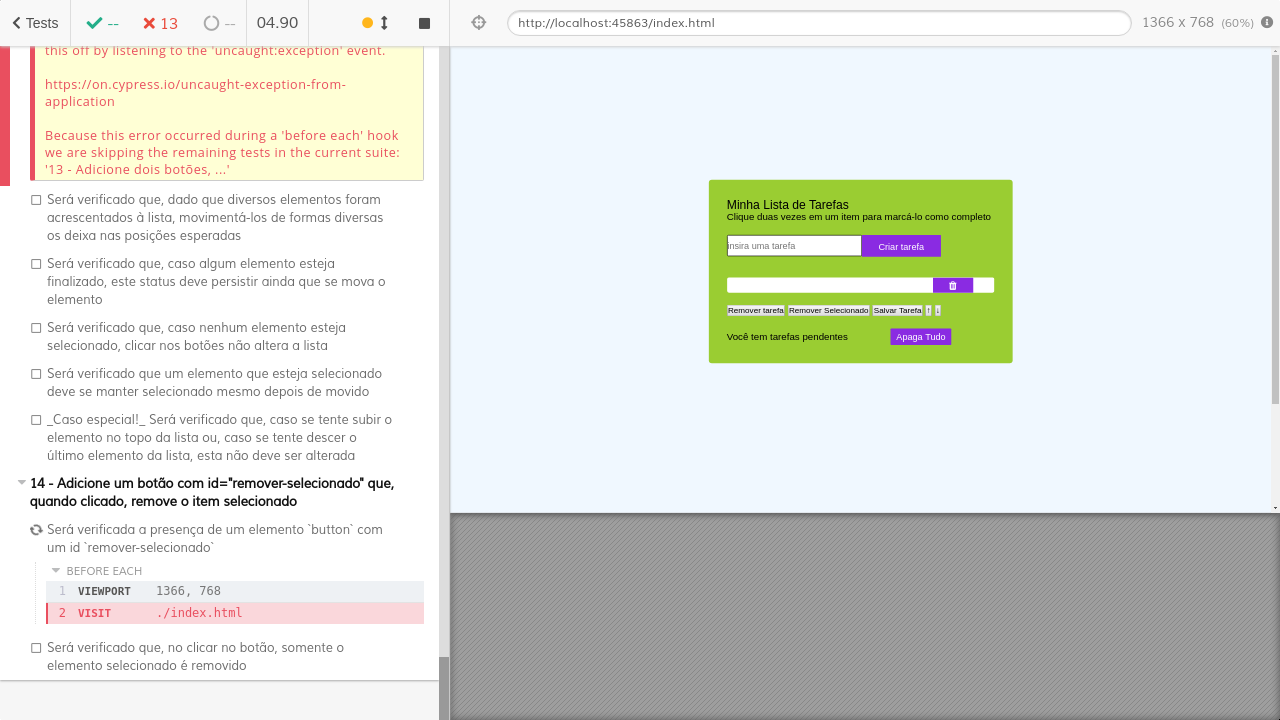 Tests
--
13
--
04.90
http://localhost:45863/index.html
1366 x 768 (60%)
this off by listening to the 'uncaught:exception' event.
https://on.cypress.io/uncaught-exception-from-
application
Because this error occurred during a 'before each' hook
we are skipping the remaining tests in the current suite:
'13 - Adicione dois botões, ...'
Será verificado que, dado que diversos elementos foram
acrescentados à lista, movimentá-los de formas diversas
os deixa nas posições esperadas
Será verificado que, caso algum elemento esteja
finalizado, este status deve persistir ainda que se mova o
elemento
Será verificado que, caso nenhum elemento esteja
selecionado, clicar nos botões não altera a lista
Será verificado que um elemento que esteja selecionado
deve se manter selecionado mesmo depois de movido
_Caso especial!_ Será verificado que, caso se tente subir o
elemento no topo da lista ou, caso se tente descer o
último elemento da lista, esta não deve ser alterada
14 - Adicione um botão com id="remover-selecionado" que,
quando clicado, remove o item selecionado
Será verificada a presença de um elemento `button` com
um id `remover-selecionado`
BEFORE EACH
1 VIEWPORT 1366, 768
2 VISIT ./index.html
Será verificado que, no clicar no botão, somente o
elemento selecionado é removido
Minha Lista de Tarefas
Clique duas vezes em um item para marcá-lo como completo
insira uma tarefa Criar tarefa
Remover tarefa Remover Selecionado Salvar Tarefa ↑ ↓
Você tem tarefas pendentes Apaga Tudo